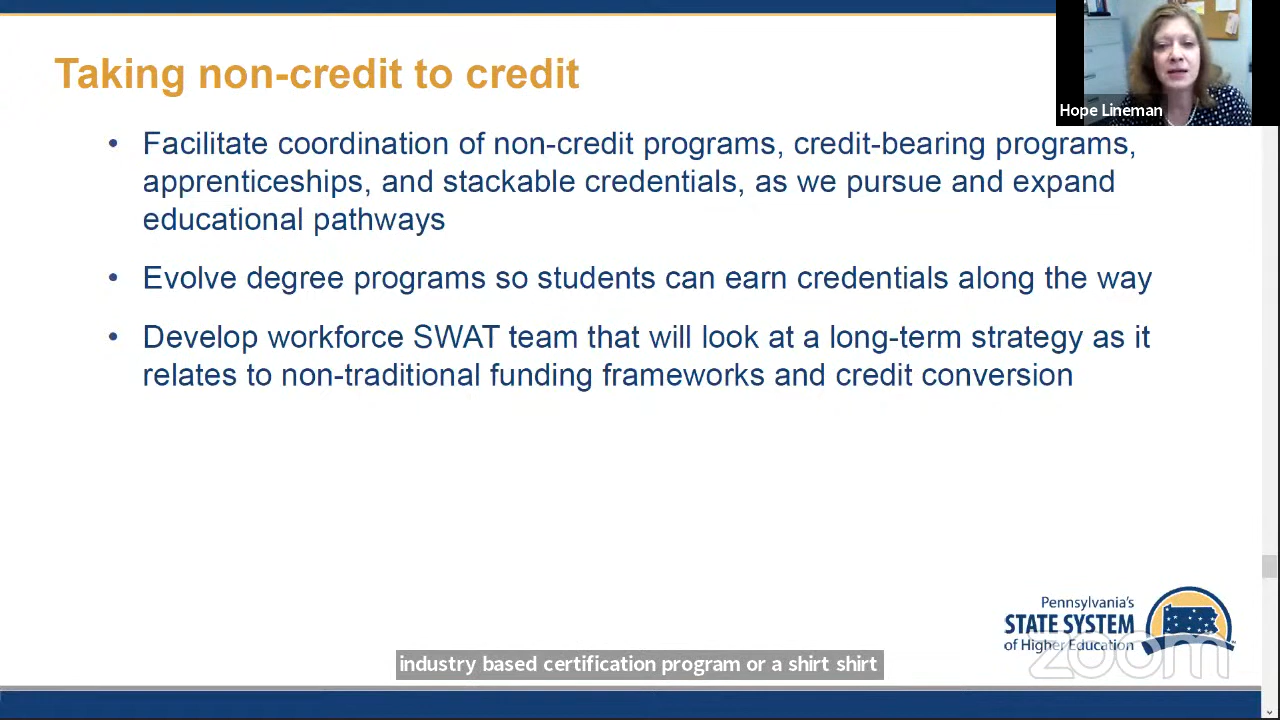 Taking non-credit to credit
Hope Lineman
• Facilitate coordination of non-credit programs, credit-bearing programs,
apprenticeships, and stackable credentials, as we pursue and expand
educational pathways
• Evolve degree programs so students can earn credentials along the way
• Develop workforce SWAT team that will look at a long-term strategy as it
relates to non-traditional funding frameworks and credit conversion
Pennsylvania's
STATE SYSTEM
of Higher Education
zoom
industry based certification program or a shirt shirt